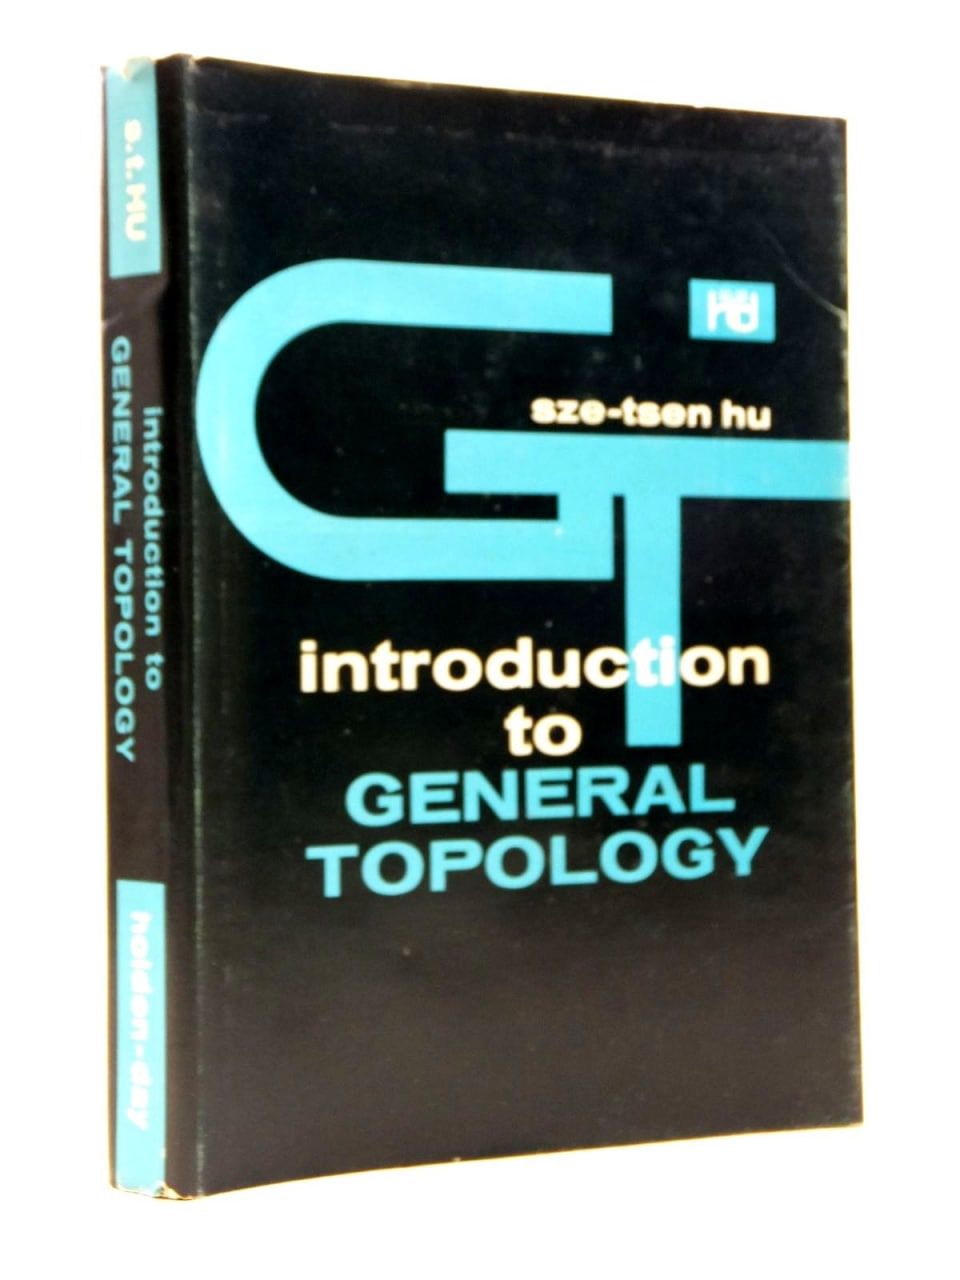 s.t. HU
introduction to
GENERAL TOPOLOGY
holden-day
GT
hd
sze-tsen hu
introduction
to
GENERAL
TOPOLOGY